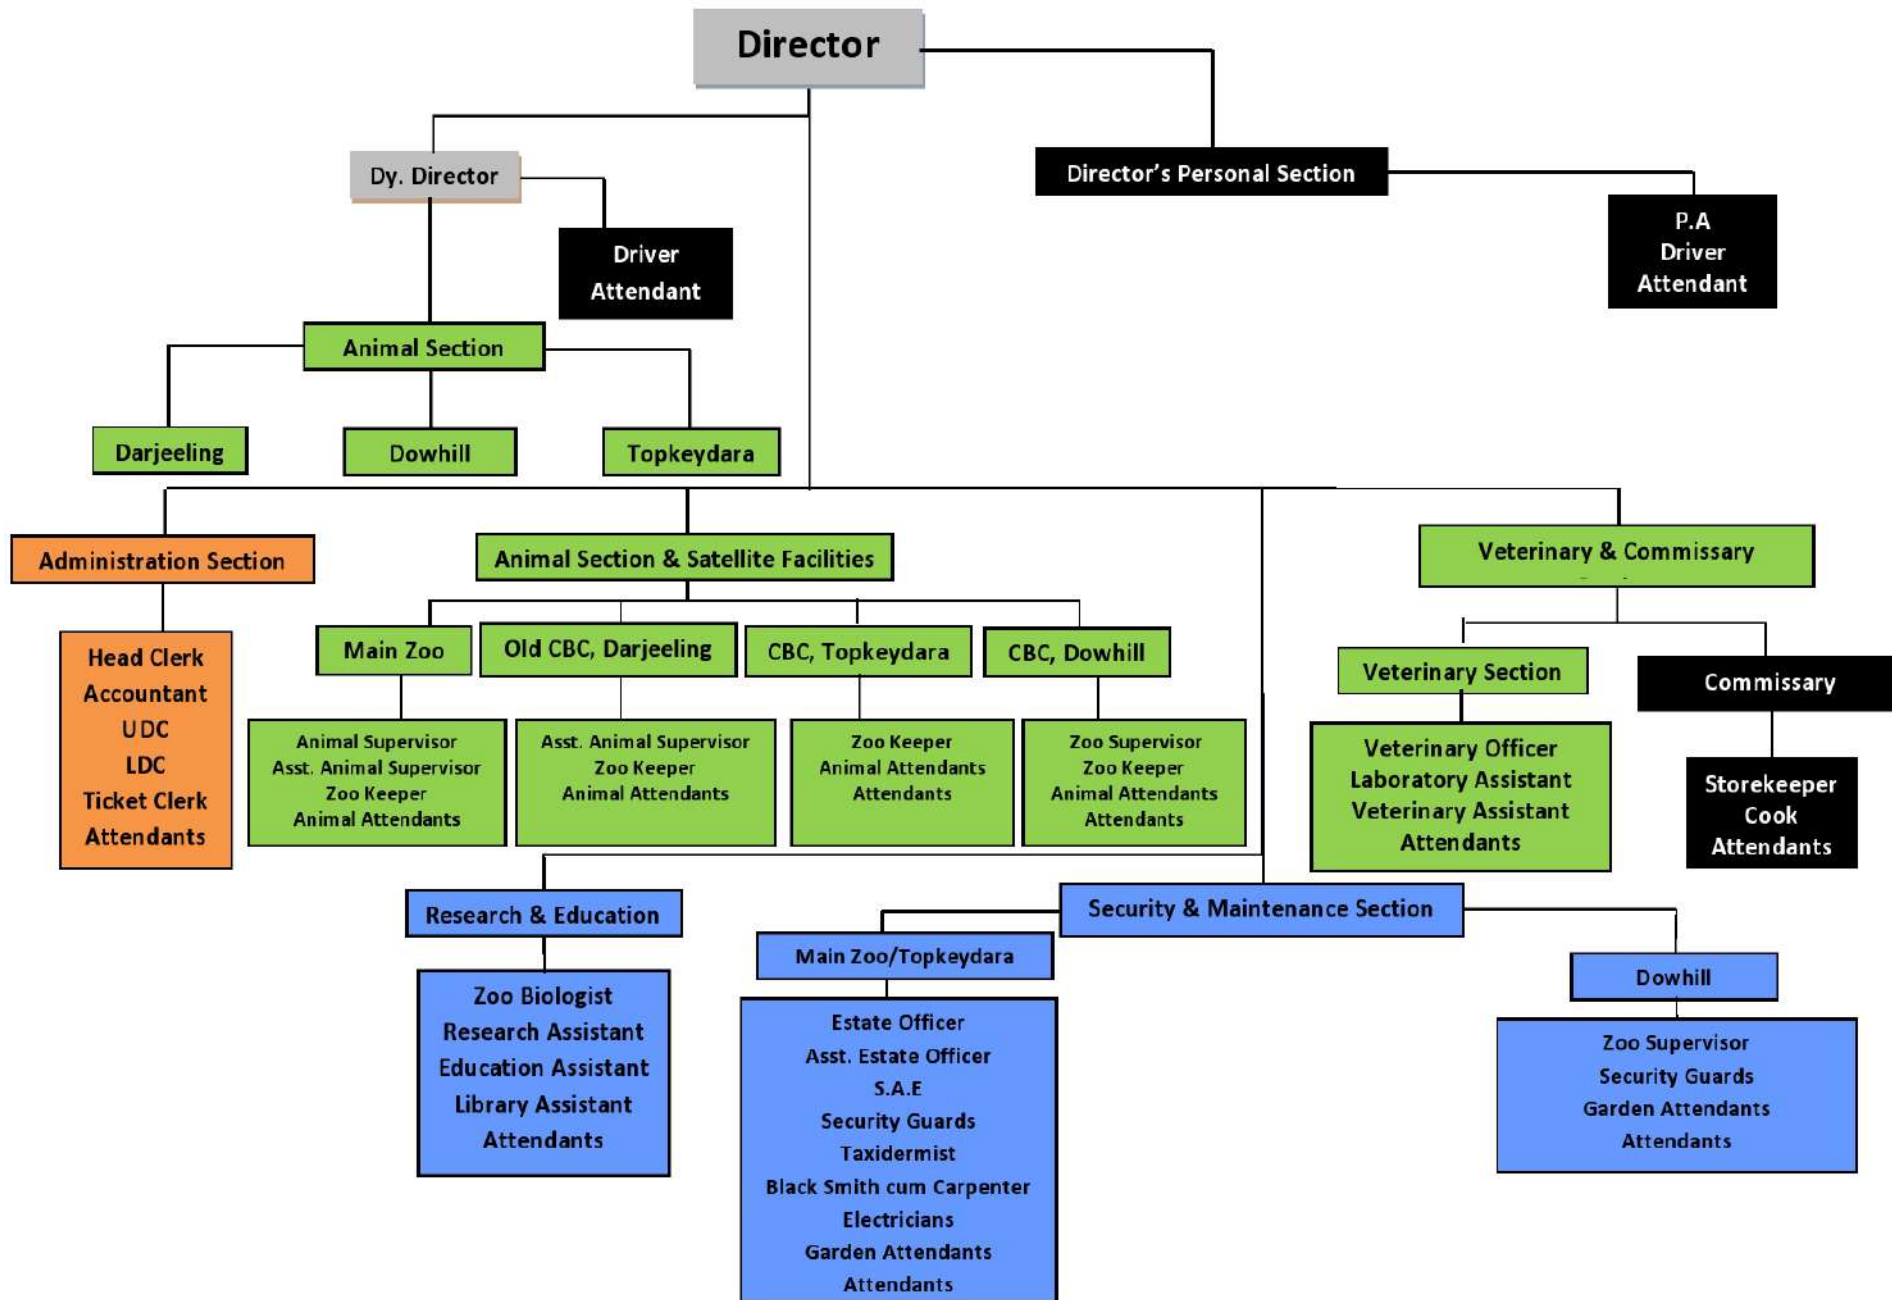 Director
Dy. Director
Director's Personal Section
Driver
Attendant
P.A
Driver
Attendant
Animal Section
Darjeeling
Dowhill
Topkeydara
Administration Section
Animal Section & Satellite Facilities
Veterinary & Commissary
Head Clerk
Accountant
UDC
LDC
Ticket Clerk
Attendants
Main Zoo
Old CBC, Darjeeling
CBC, Topkeydara
CBC, Dowhill
Veterinary Section
Commissary
Animal Supervisor
Asst. Animal Supervisor
Zoo Keeper
Animal Attendants
Asst. Animal Supervisor
Zoo Keeper
Animal Attendants
Zoo Keeper
Animal Attendants
Attendants
Zoo Supervisor
Zoo Keeper
Animal Attendants
Attendants
Veterinary Officer
Laboratory Assistant
Veterinary Assistant
Attendants
Storekeeper
Cook
Attendants
Research & Education
Security & Maintenance Section
Zoo Biologist
Research Assistant
Education Assistant
Library Assistant
Attendants
Main Zoo/Topkeydara
Estate Officer
Asst. Estate Officer
S.A.E
Security Guards
Taxidermist
Black Smith cum Carpenter
Electricians
Garden Attendants
Attendants
Dowhill
Zoo Supervisor
Security Guards
Garden Attendants
Attendants